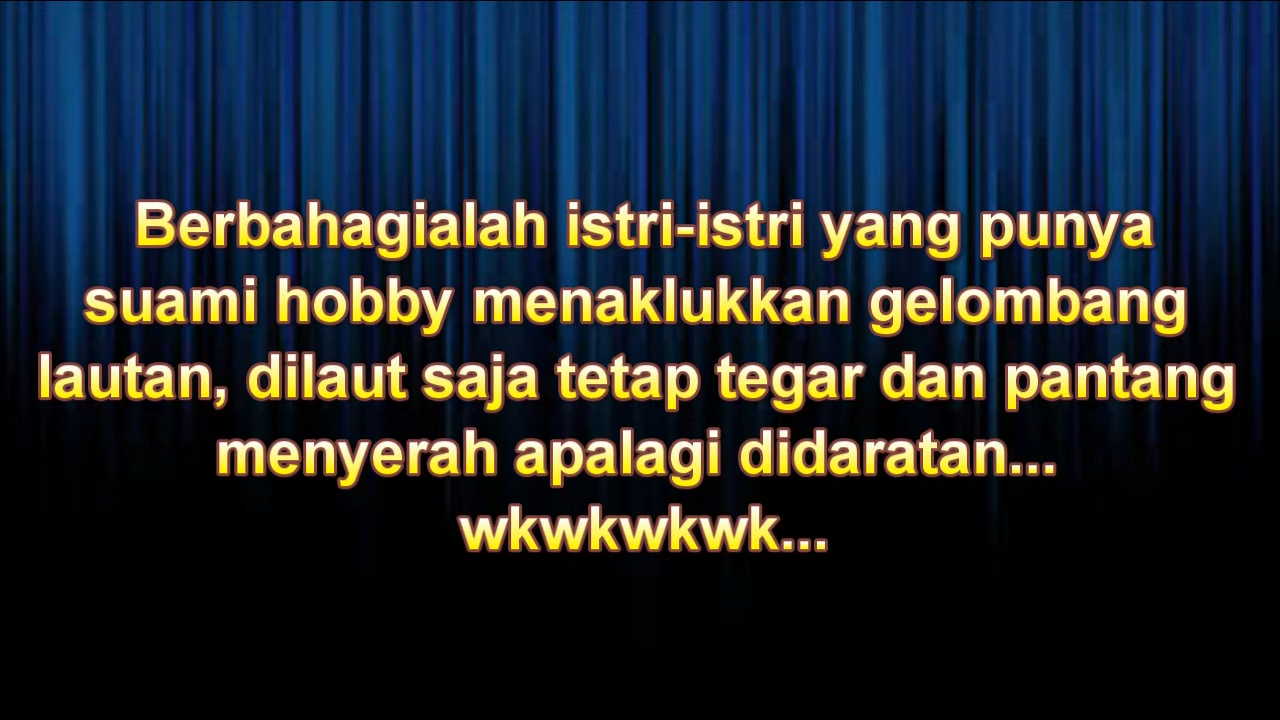 Berbahagialah istri-istri yang punya
suami hobby menaklukkan gelombang
lautan, dilaut saja tetap tegar dan pantang
menyerah apalagi didaratan...
wkwkwkwk...